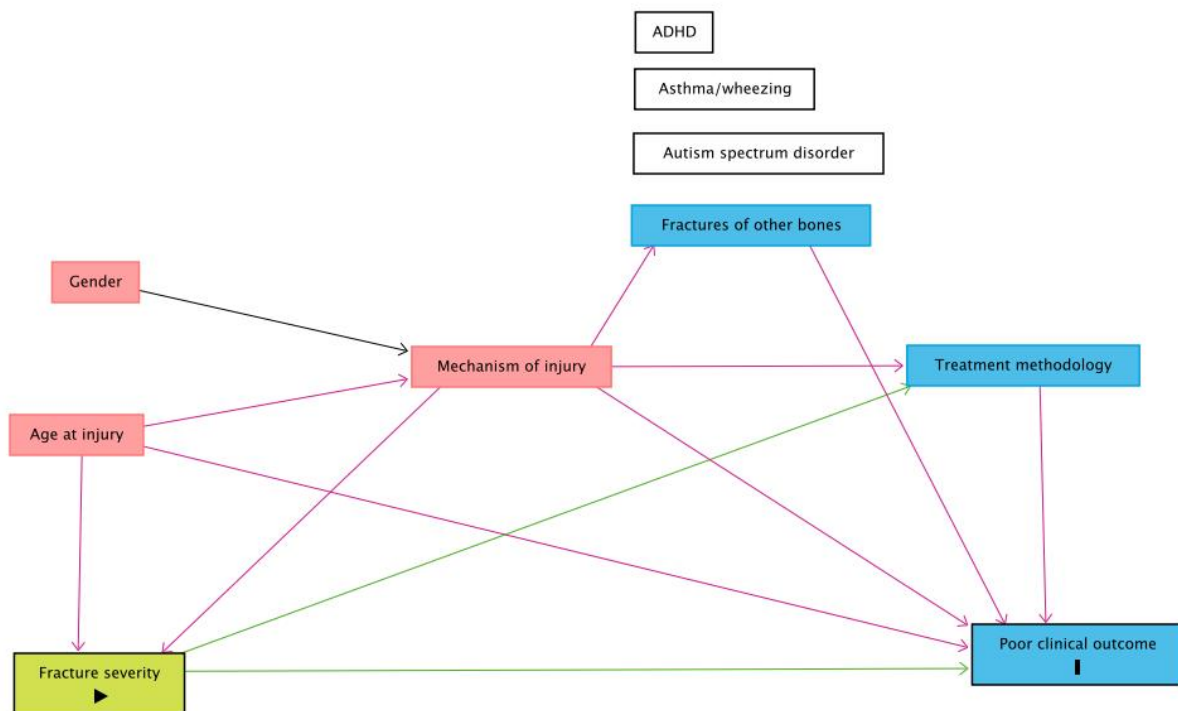 ADHD
Asthma/wheezing
Autism spectrum disorder
Fractures of other bones
Gender
Mechanism of injury
Treatment methodology
Age at injury
Fracture severity
Poor clinical outcome